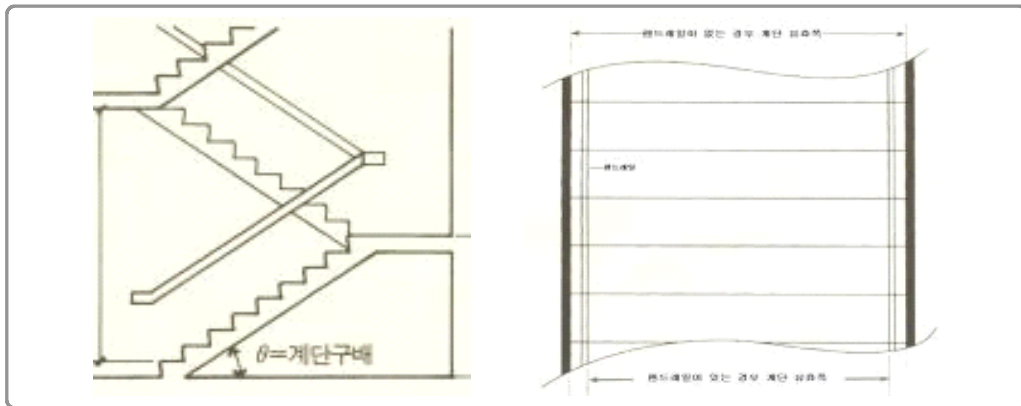 θ=계단구배
핸드레일이 없는 경우 계단 유효폭
핸드레일
핸드레일이 있는 경우 계단 유효폭